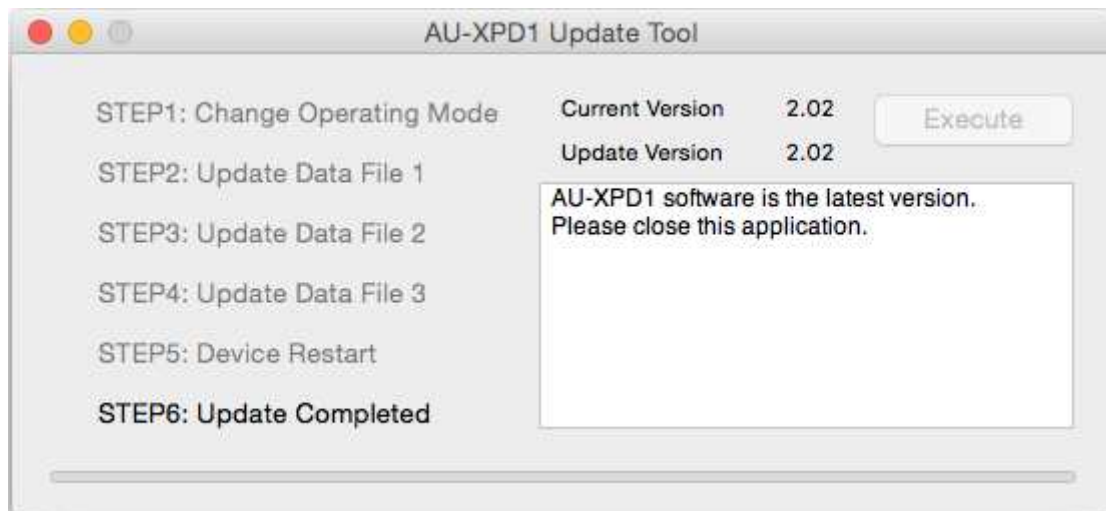 AU-XPD1 Update Tool
STEP1: Change Operating Mode
STEP2: Update Data File 1
STEP3: Update Data File 2
STEP4: Update Data File 3
STEP5: Device Restart
STEP6: Update Completed
Current Version 2.02
Update Version 2.02
Execute
AU-XPD1 software is the latest version.
Please close this application.